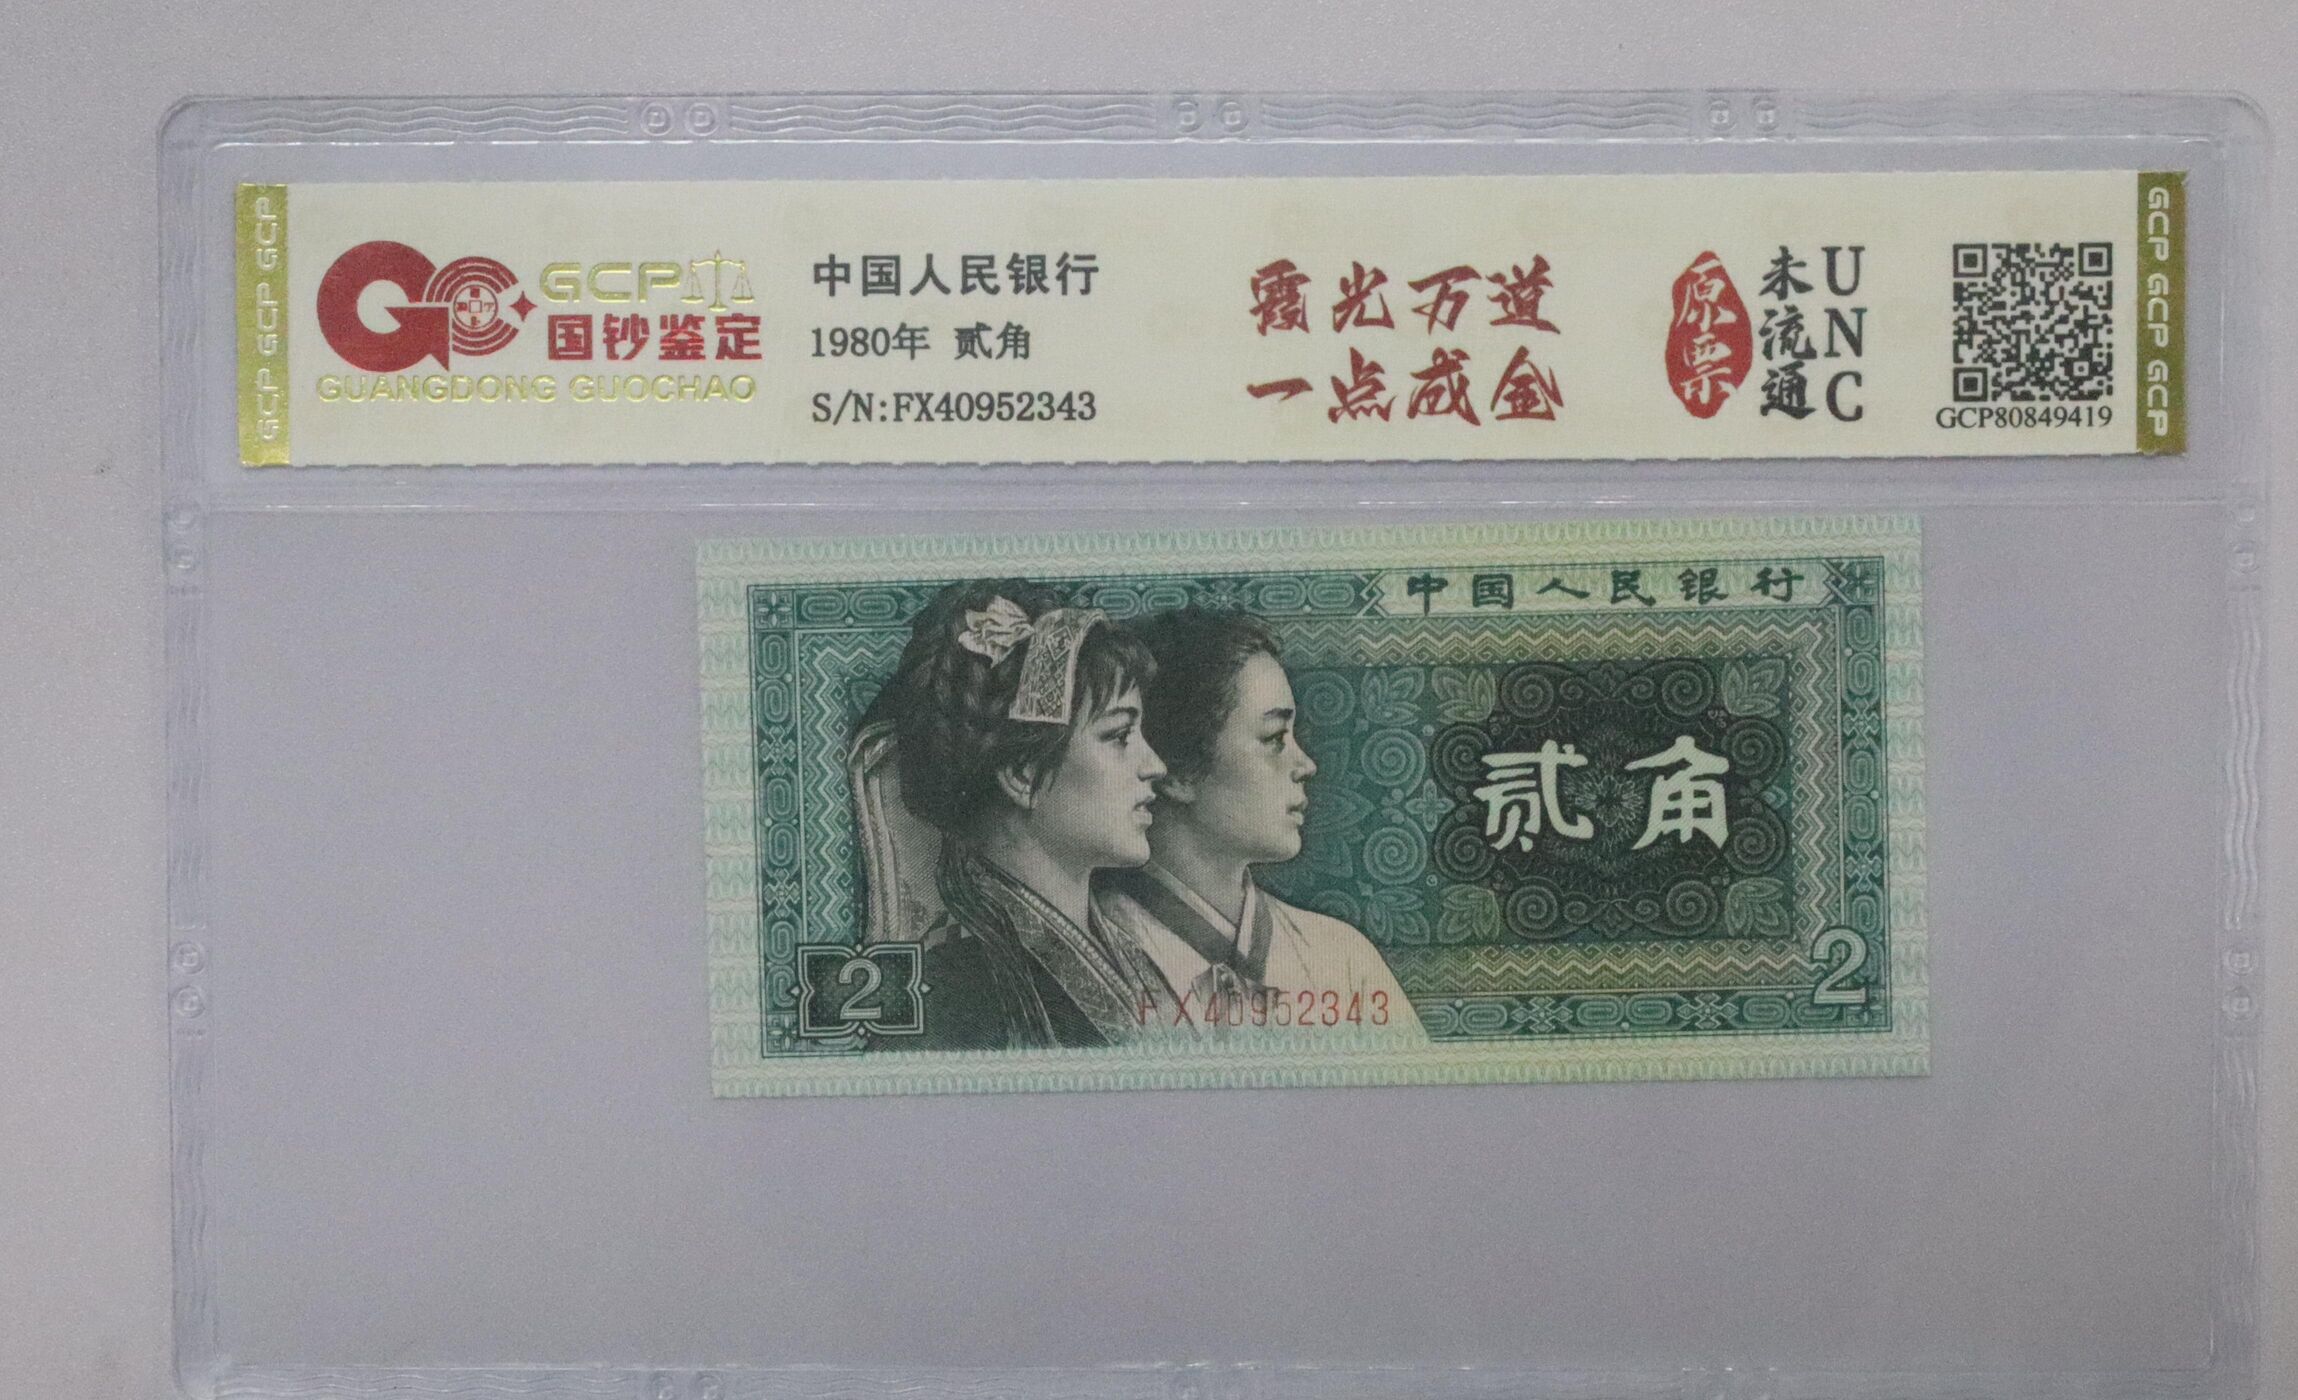 GCP GCP GCP
GCP
国钞鉴定
GUANGDONG GUOCHAO
中国人民银行
1980年 贰角
S/N:FX40952343
霞光万道
一点成金
原票
未流通
UNC
GCP80849419
GCP GCP GCP
中国人民银行
贰角
2
2
FX40952343